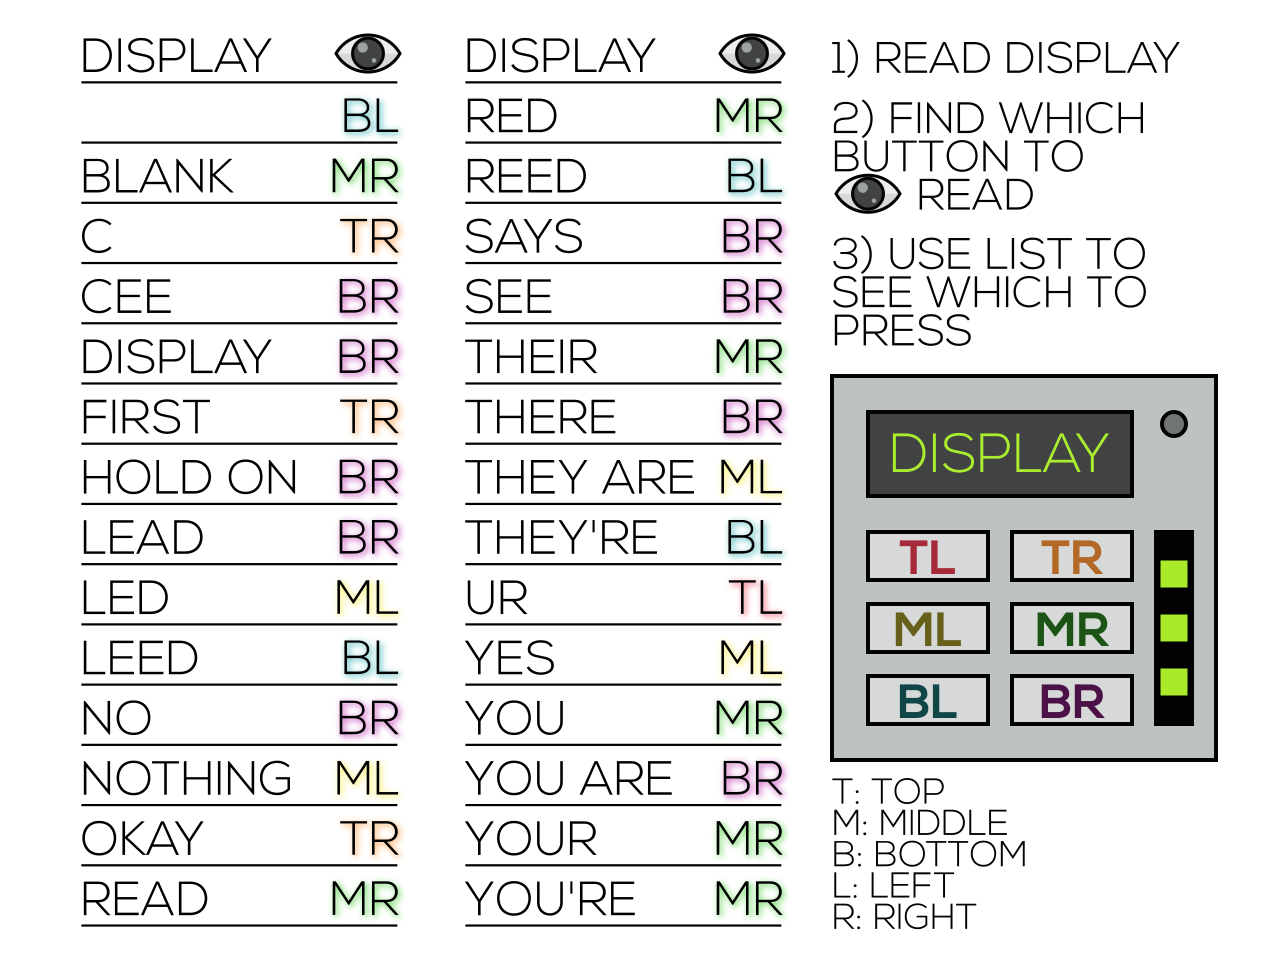 DISPLAY
BL
BLANK MR
C TR
CEE BR
DISPLAY BR
FIRST TR
HOLD ON BR
LEAD BR
LED ML
LEED BL
NO BR
NOTHING ML
OKAY TR
READ MR
DISPLAY
RED MR
REED BL
SAYS BR
SEE BR
THEIR MR
THERE BR
THEY ARE ML
THEY'RE BL
UR TL
YES ML
YOU MR
YOU ARE BR
YOUR MR
YOU'RE MR
1) READ DISPLAY
2) FIND WHICH
BUTTON TO
READ
3) USE LIST TO
SEE WHICH TO
PRESS
DISPLAY
TL TR
ML MR
BL BR
T: TOP
M: MIDDLE
B: BOTTOM
L: LEFT
R: RIGHT